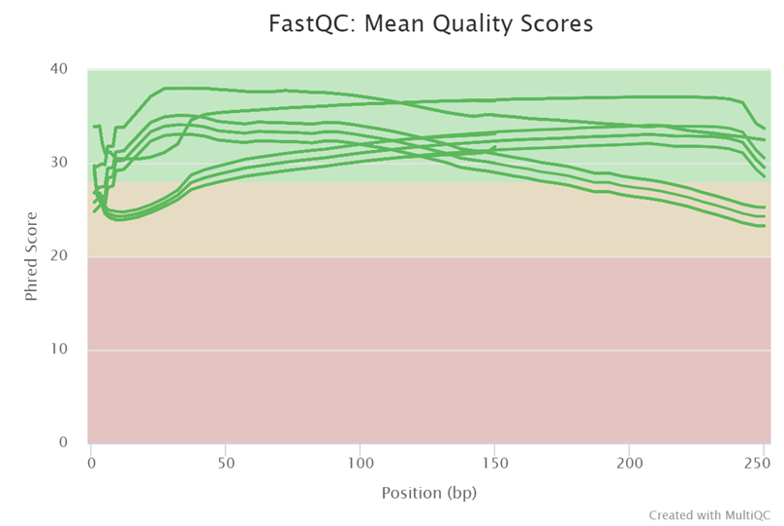 FastQC: Mean Quality Scores
40
30
20
10
0
Phred Score
0 50 100 150 200 250
Position (bp)
Created with MultiQC